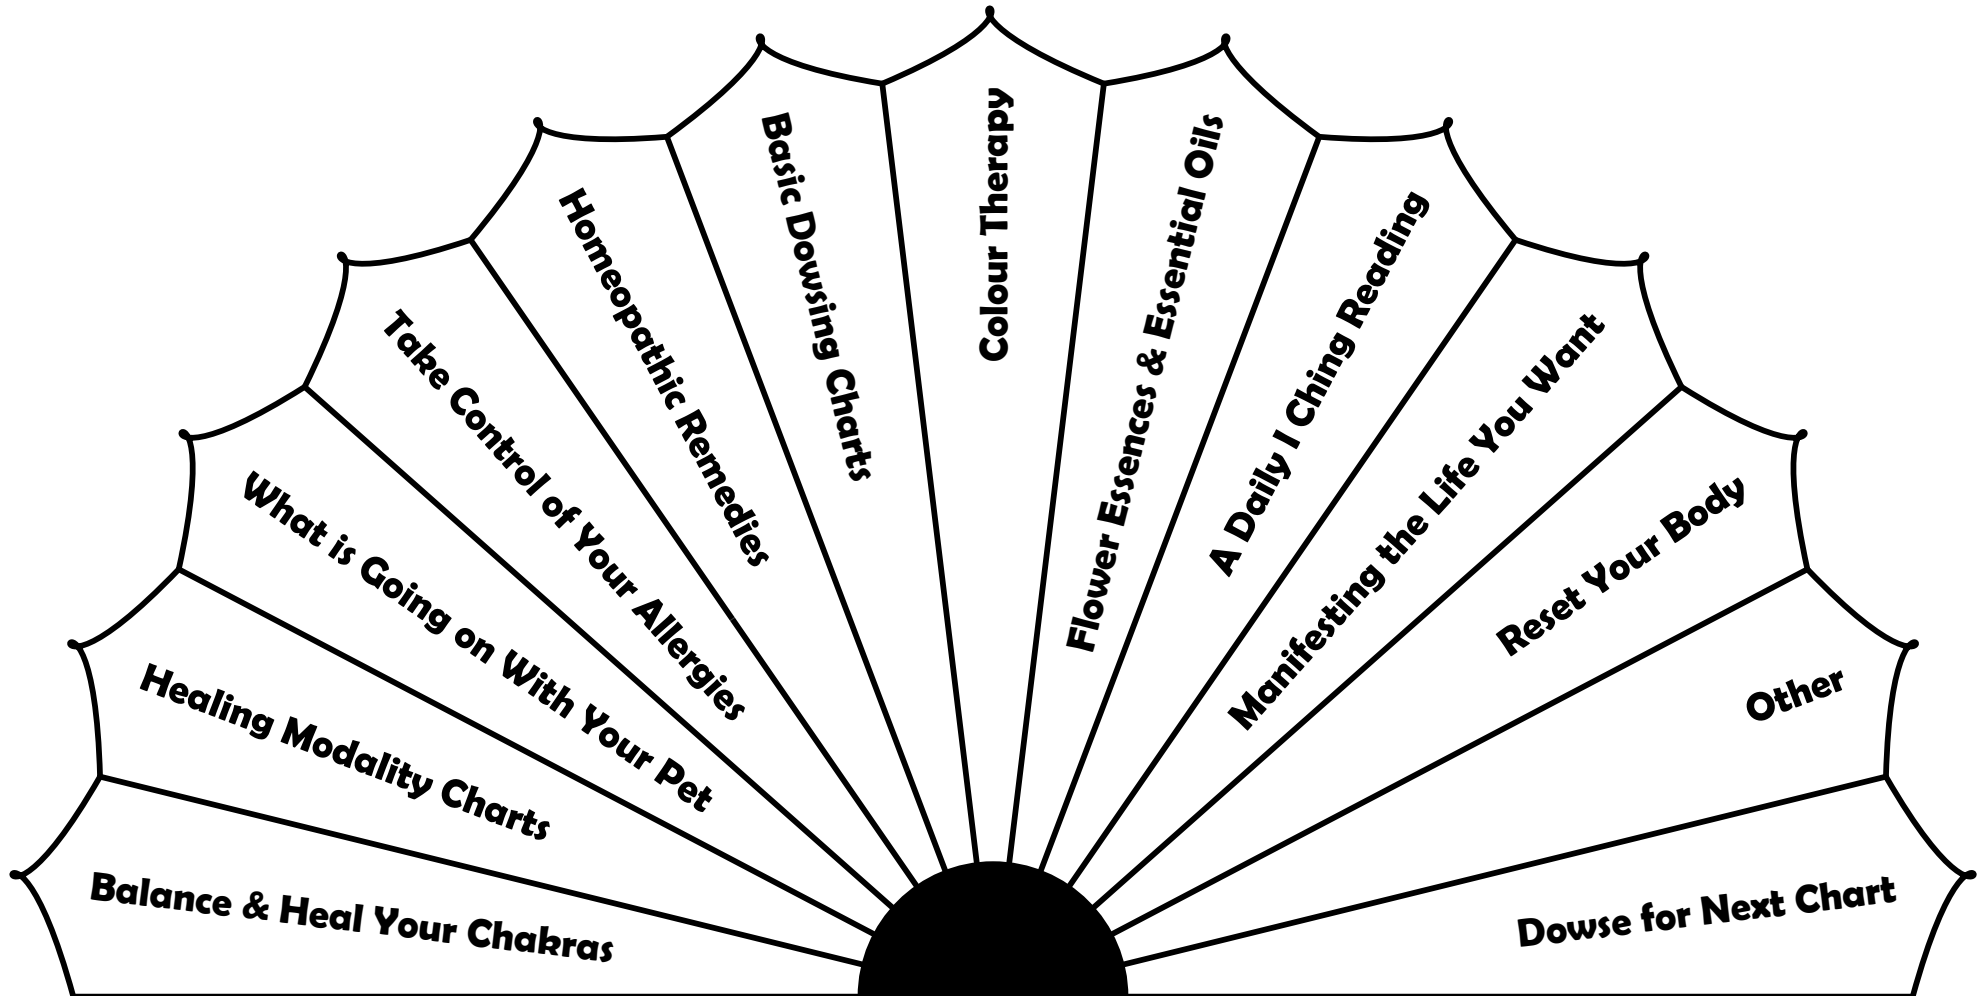 Balance & Heal Your Chakras
Healing Modality Charts
What is Going on With Your Pet
Take Control of Your Allergies
Homeopathic Remedies
Basic Dowsing Charts
Colour Therapy
Flower Essences & Essential Oils
A Daily I Ching Reading
Manifesting the Life You Want
Reset Your Body
Other
Dowse for Next Chart